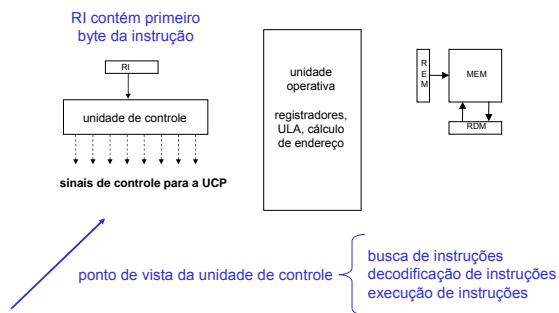 RI contém primeiro
byte da instrução
RI
unidade de controle
sinais de controle para a UCP
unidade
operativa
registradores,
ULA, cálculo
de endereço
R
E
M
MEM
RDM
ponto de vista da unidade de controle
busca de instruções
decodificação de instruções
execução de instruções